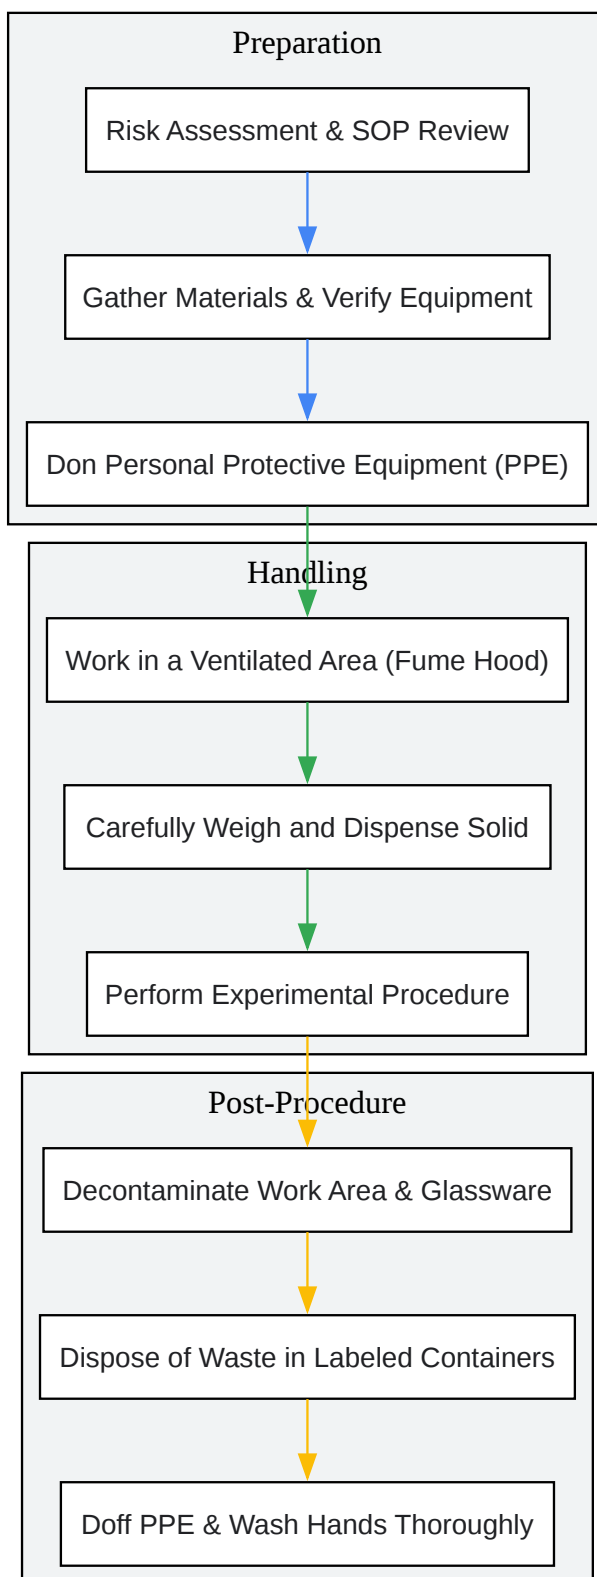 Preparation
Risk Assessment & SOP Review
Gather Materials & Verify Equipment
Don Personal Protective Equipment (PPE)
Handling
Work in a Ventilated Area (Fume Hood)
Carefully Weigh and Dispense Solid
Perform Experimental Procedure
Post-Procedure
Decontaminate Work Area & Glassware
Dispose of Waste in Labeled Containers
Doff PPE & Wash Hands Thoroughly